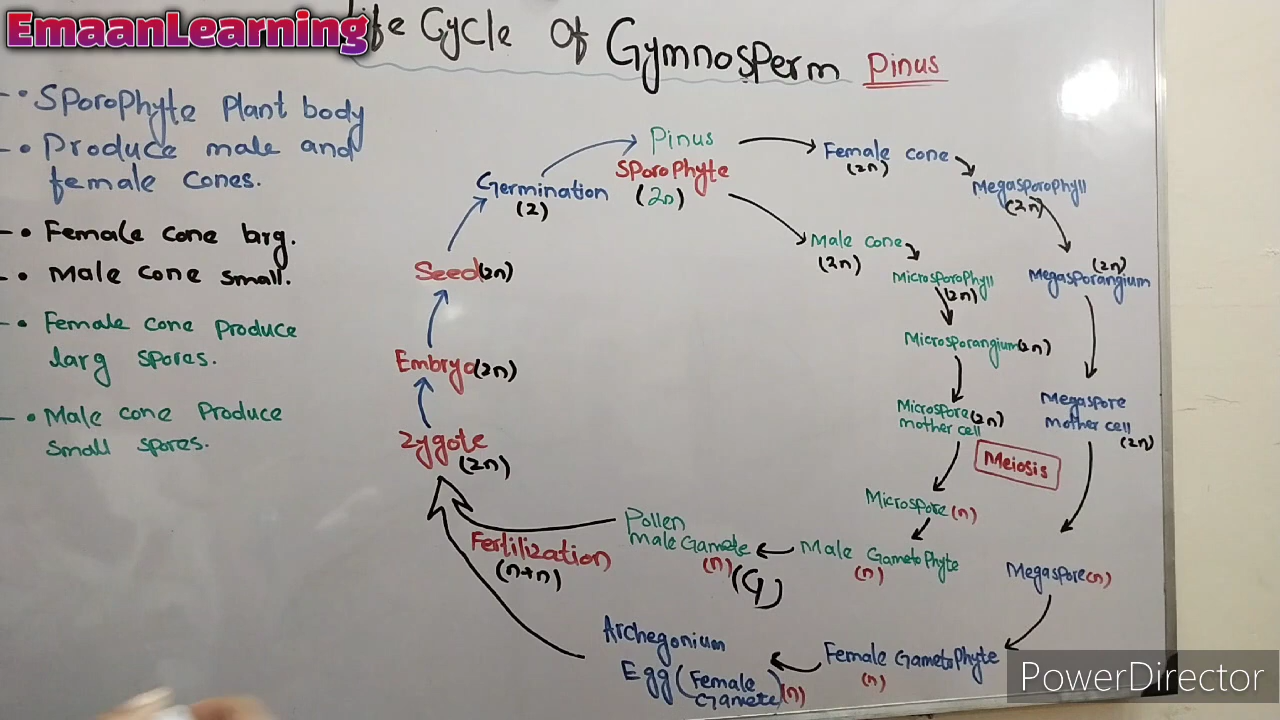 EmaanLearning
Life Cycle Of Gymnosperm Pinus
• Sporophyte Plant body
• Produce male and
female cones.
• Female cone larg.
• Male cone small.
• Female cone produce
larg spores.
• Male cone Produce
small spores.
Pinus
Sporophyte
(2n)
Female cone
(2n)
Megasporophyll
(2n)
(2n)
Megasporangium
Megaspore
mother cell
(2n)
Megaspore(n)
Female Gametophyte
(n)
Archegonium
Egg (Female
Gamete)(n)
Male cone
(2n)
Microsporophyll
(2n)
Microsporangium(2n)
Microspore(2n)
mother cell
Meiosis
Microspore(n)
Male Gametophyte
(n)
Pollen
male Gamete
(n)
Fertilization
(n+n)
Zygote
(2n)
Embryo(2n)
Seed(2n)
Germination
(2)
PowerDirector